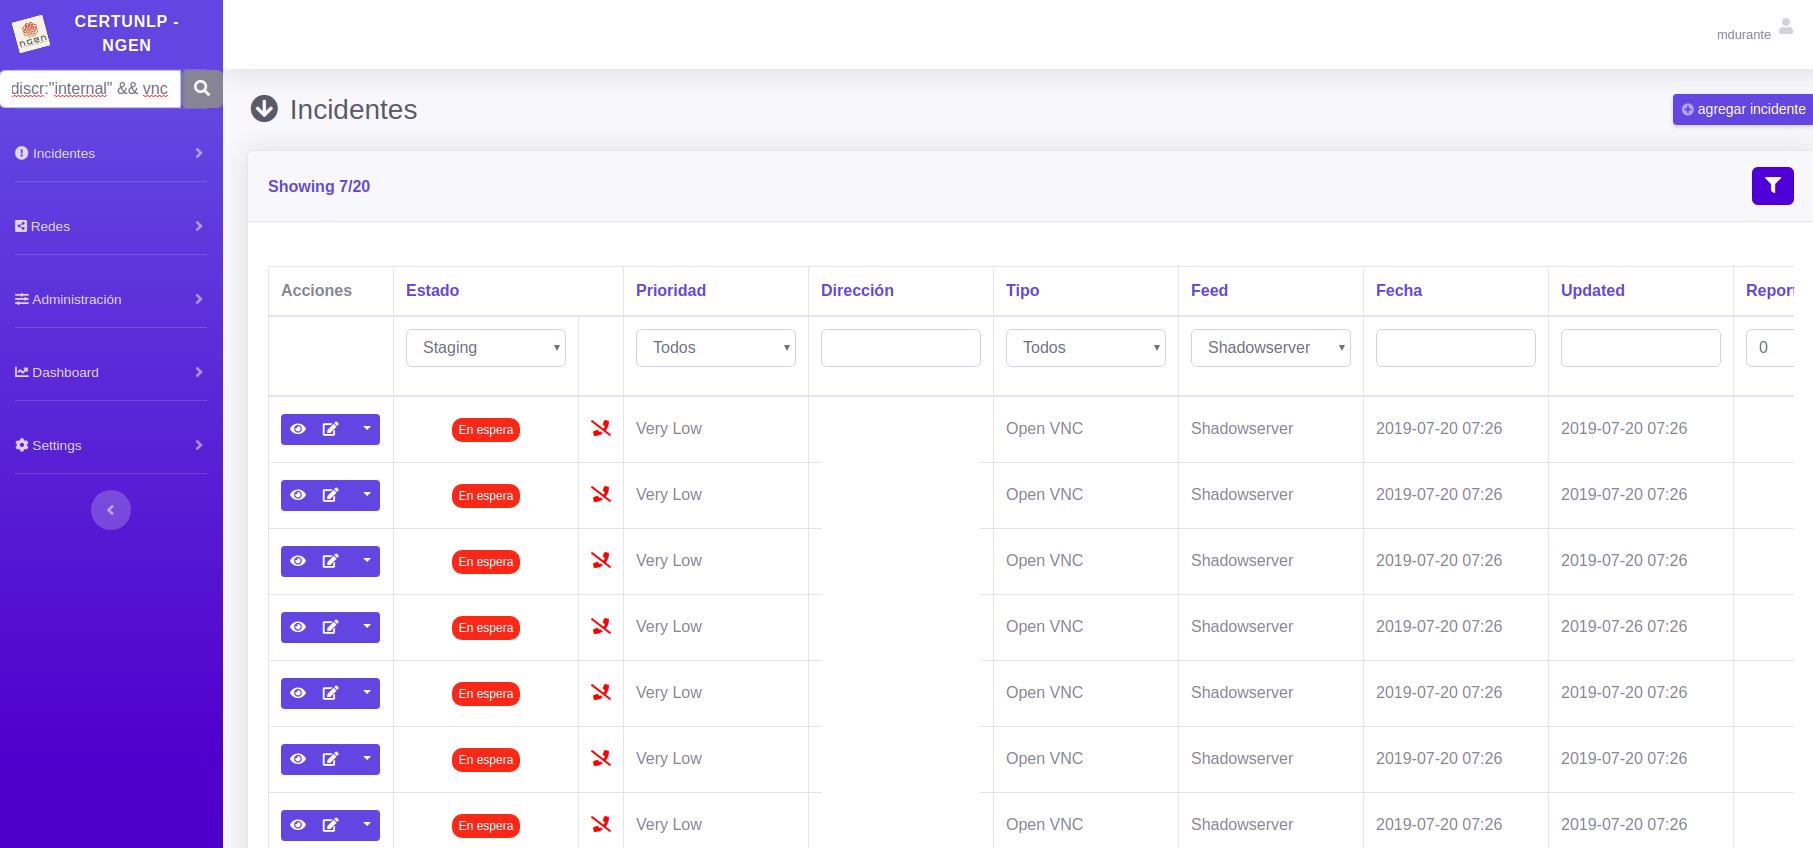 CERTUNLP -
NGEN
mdurante
discr:"internal" && vnc
Incidentes
agregar incidente
Incidentes
Redes
Administración
Dashboard
Settings
Showing 7/20
Acciones Estado Prioridad Dirección Tipo Feed Fecha Updated Report
Staging Todos Todos Shadowserver 0
En espera Very Low Open VNC Shadowserver 2019-07-20 07:26 2019-07-20 07:26
En espera Very Low Open VNC Shadowserver 2019-07-20 07:26 2019-07-20 07:26
En espera Very Low Open VNC Shadowserver 2019-07-20 07:26 2019-07-20 07:26
En espera Very Low Open VNC Shadowserver 2019-07-20 07:26 2019-07-26 07:26
En espera Very Low Open VNC Shadowserver 2019-07-20 07:26 2019-07-20 07:26
En espera Very Low Open VNC Shadowserver 2019-07-20 07:26 2019-07-20 07:26
En espera Very Low Open VNC Shadowserver 2019-07-20 07:26 2019-07-20 07:26